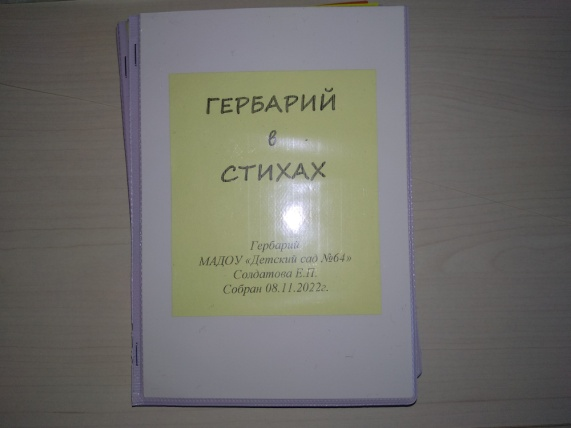 ГЕРБАРИЙ
в
СТИХАХ
Гербарий
МАДОУ «Детский сад №64»
Солдатова Е.П.
Собран 08.11.2022г.